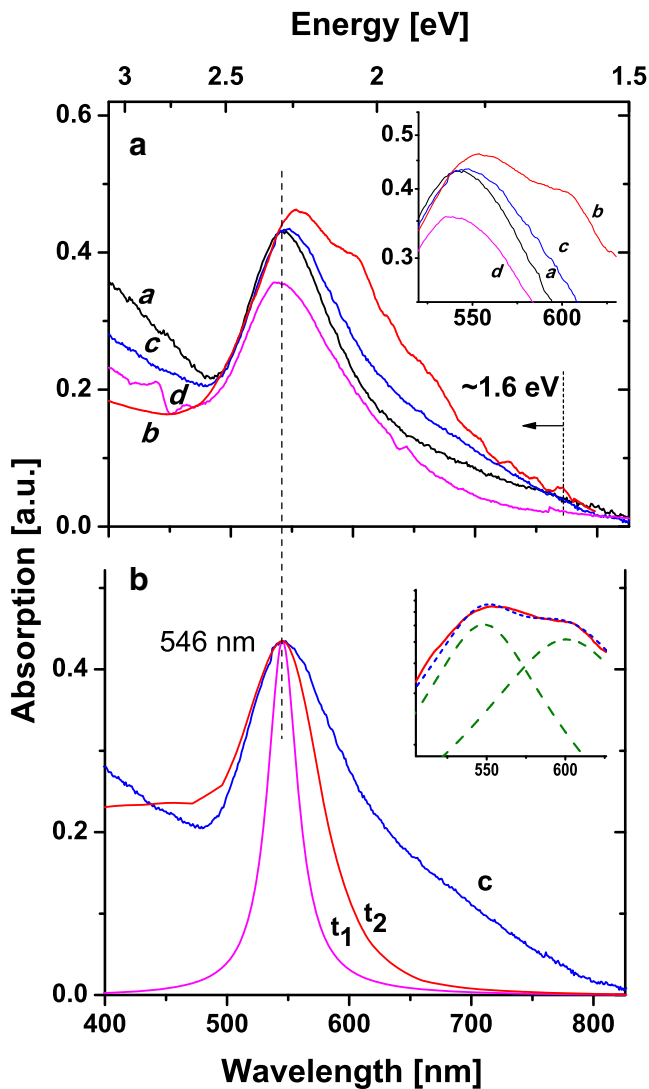 Energy [eV]
3 2.5 2 1.5
0.6
a
0.5
0.4
0.3
b
c
a
d
550 600
0.4
a
c
d
b
~1.6 eV
0.2
0.0
Absorption [a.u.]
b
546 nm
0.4
550 600
0.2
c
t1 t2
0.0
400 500 600 700 800
Wavelength [nm]